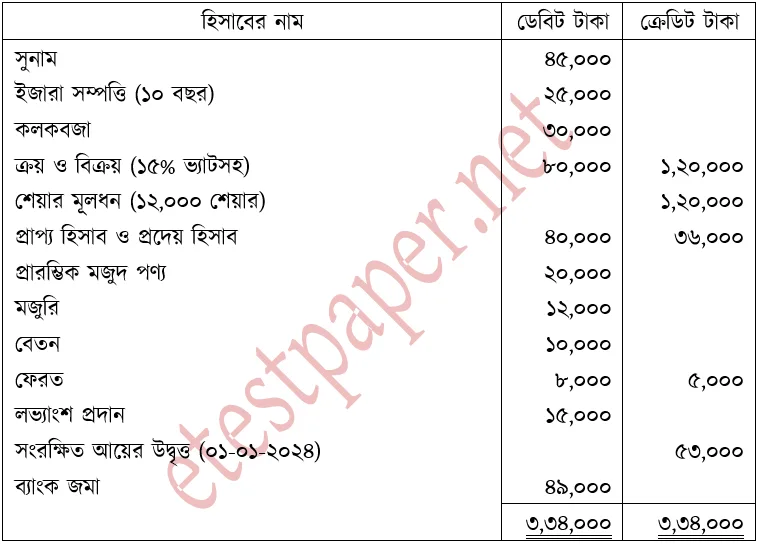 হিসাবের নাম ডেবিট টাকা ক্রেডিট টাকা
সুনাম ৪৫,০০০
ইজারা সম্পত্তি (১০ বছর) ২৫,০০০
কলকবজা ৩০,০০০
ক্রয় ও বিক্রয় (১৫% ভ্যাটসহ) ৮০,০০০ ১,২০,০০০
শেয়ার মূলধন (১২,০০০ শেয়ার) ১,২০,০০০
প্রাপ্য হিসাব ও প্রদেয় হিসাব ৪০,০০০ ৩৬,০০০
প্রারম্ভিক মজুদ পণ্য ২০,০০০
মজুরি ১২,০০০
বেতন ১০,০০০
ফেরত ৮,০০০ ৫,০০০
লভ্যাংশ প্রদান ১৫,০০০
সংরক্ষিত আয়ের উদ্বৃত্ত (০১-০১-২০২৪) ৫৩,০০০
ব্যাংক জমা ৪৯,০০০
৩,৩৪,০০০ ৩,৩৪,০০০
etestpaper.net